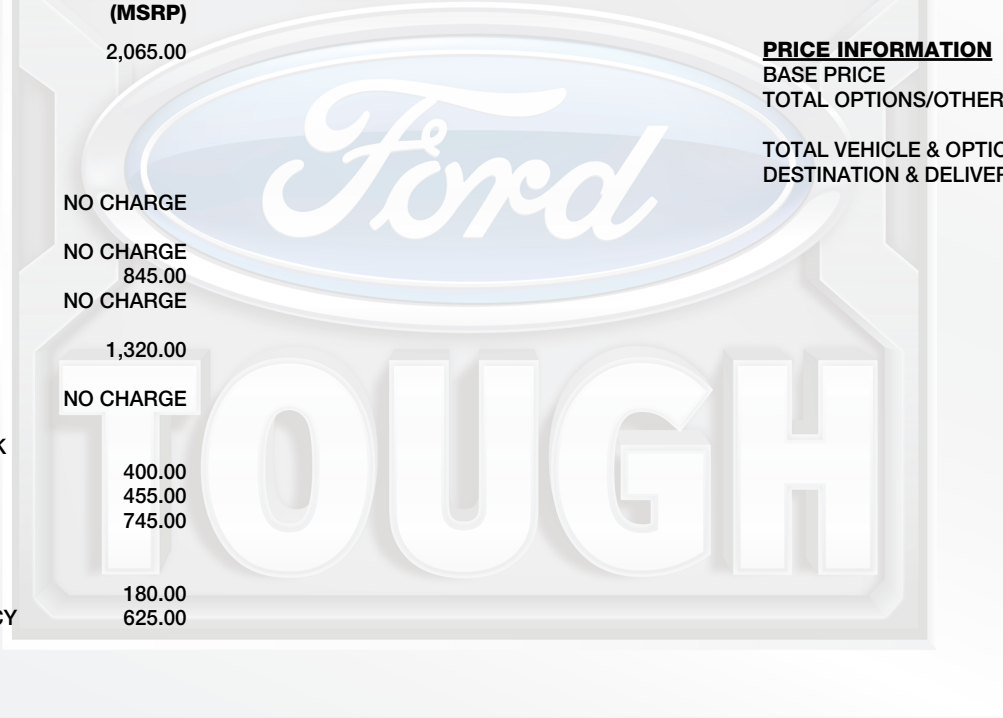 (MSRP)
2,065.00
NO CHARGE
NO CHARGE
845.00
NO CHARGE
1,320.00
NO CHARGE
K
400.00
455.00
745.00
180.00
CY 625.00
PRICE INFORMATION
BASE PRICE
TOTAL OPTIONS/OTHER
TOTAL VEHICLE & OPTIO
DESTINATION & DELIVER
Ford
TOUGH